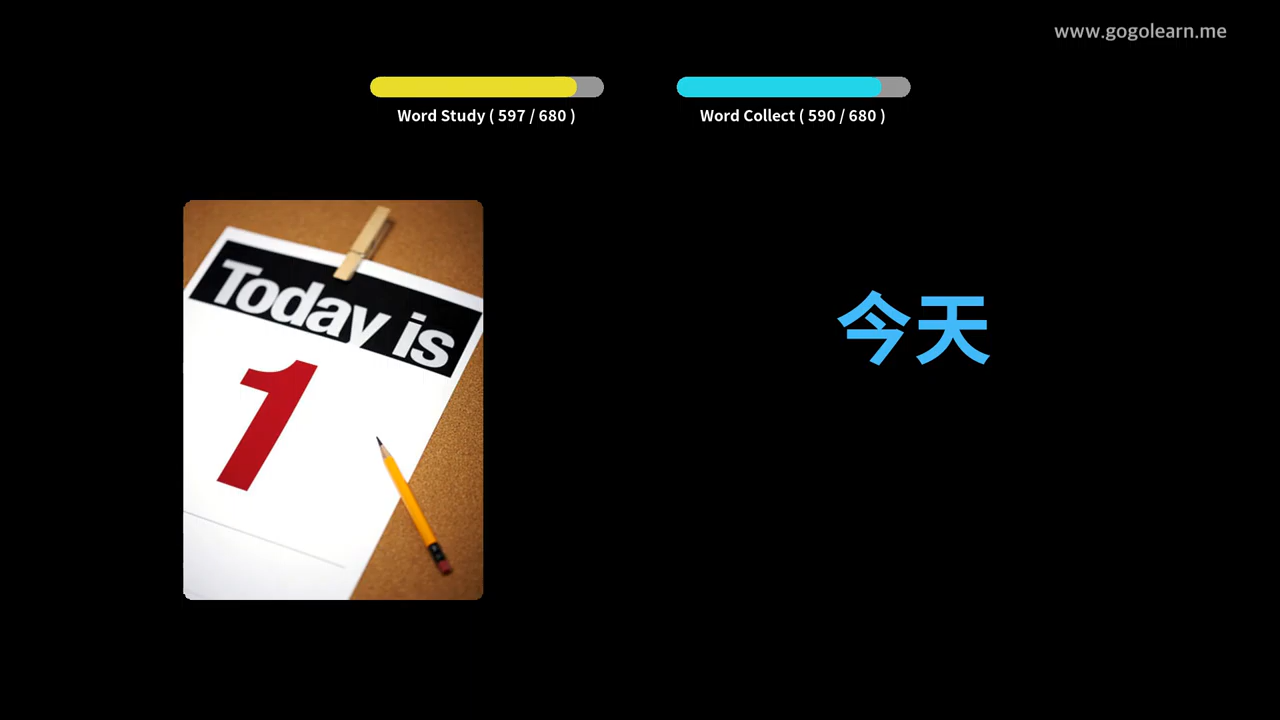 www.gogolearn.me
Word Study ( 597 / 680 )
Word Collect ( 590 / 680 )
Today is
1
今天